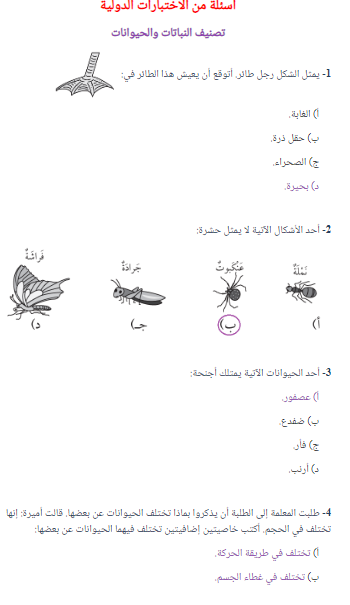 أسئلة من الاختبارات الدولية
تصنيف النباتات والحيوانات
1- يمثل الشكل رجل طائر. أتوقع أن يعيش هذا الطائر في:
أ) الغابة.
ب) حقل ذرة.
ج) الصحراء.
د) بحيرة.
2- أحد الأشكال الآتية لا يمثل حشرة:
نَمْلَةٌ عَنْكَبوتٌ جَرادَةٌ فَراشَةٌ
أ) ب) جـ) د)
3- أحد الحيوانات الآتية يمتلك أجنحة:
أ) عصفور.
ب) ضفدع.
ج) فأر.
د) أرنب.
4- طلبت المعلمة إلى الطلبة أن يذكروا بماذا تختلف الحيوانات عن بعضها. قالت أميرة: إنها
تختلف في الحجم. أكتب خاصيتين إضافيتين تختلف فيهما الحيوانات عن بعضها:
أ) تختلف في طريقة الحركة.
ب) تختلف في غطاء الجسم.